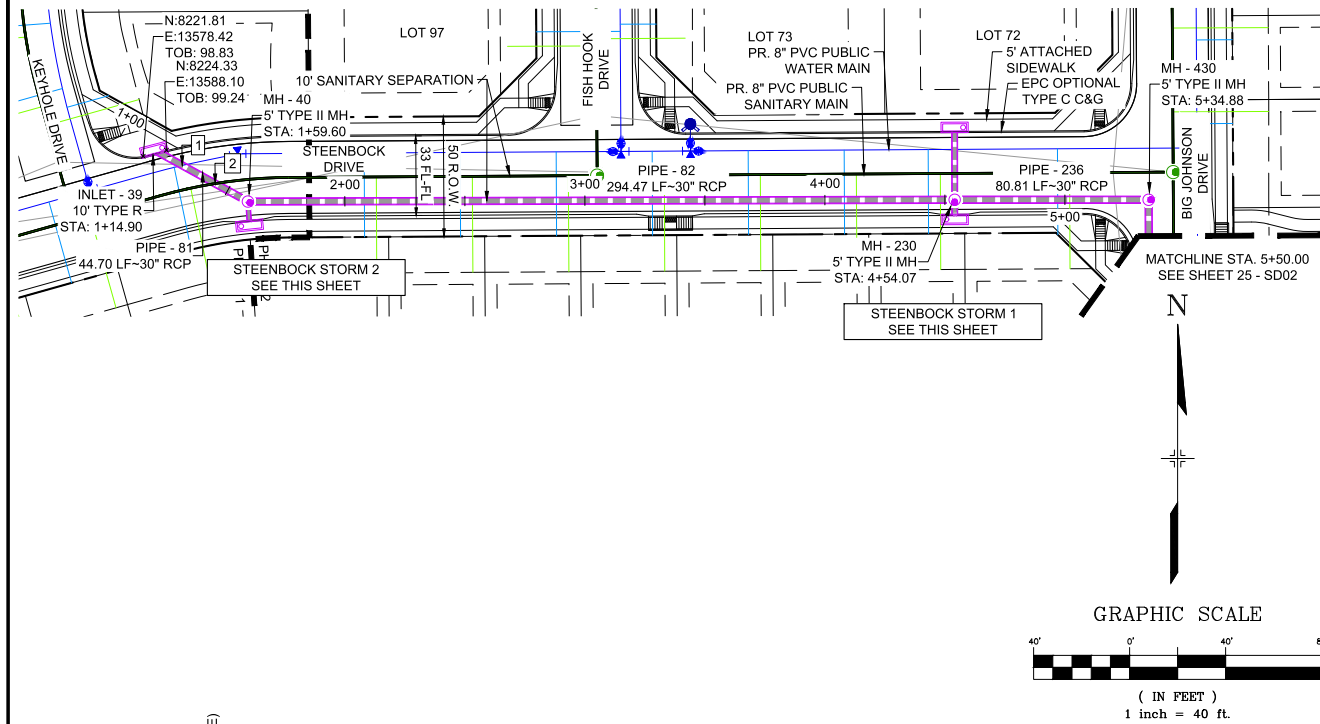 N:8221.81
E:13578.42
TOB: 98.83
N:8224.33
E:13588.10
TOB: 99.24
KEYHOLE DRIVE
1+00
1
2
LOT 97
10' SANITARY SEPARATION
MH - 40
5' TYPE II MH
STA: 1+59.60
STEENBOCK
DRIVE
2+00
33 FL-FL
50 R.O.W.
FISH HOOK
DRIVE
3+00
LOT 73
PR. 8" PVC PUBLIC
WATER MAIN
PR. 8" PVC PUBLIC
SANITARY MAIN
LOT 72
5' ATTACHED
SIDEWALK
EPC OPTIONAL
TYPE C C&G
MH - 430
5' TYPE II MH
STA: 5+34.88
PIPE - 82
294.47 LF~30" RCP
4+00
PIPE - 236
80.81 LF~30" RCP
5+00
BIG JOHNSON
DRIVE
INLET - 39
10' TYPE R
STA: 1+14.90
PIPE - 81
44.70 LF~30" RCP
STEENBOCK STORM 2
SEE THIS SHEET
MH - 230
5' TYPE II MH
STA: 4+54.07
STEENBOCK STORM 1
SEE THIS SHEET
MATCHLINE STA. 5+50.00
SEE SHEET 25 - SD02
N
GRAPHIC SCALE
40' 0' 40'
( IN FEET )
1 inch = 40 ft.